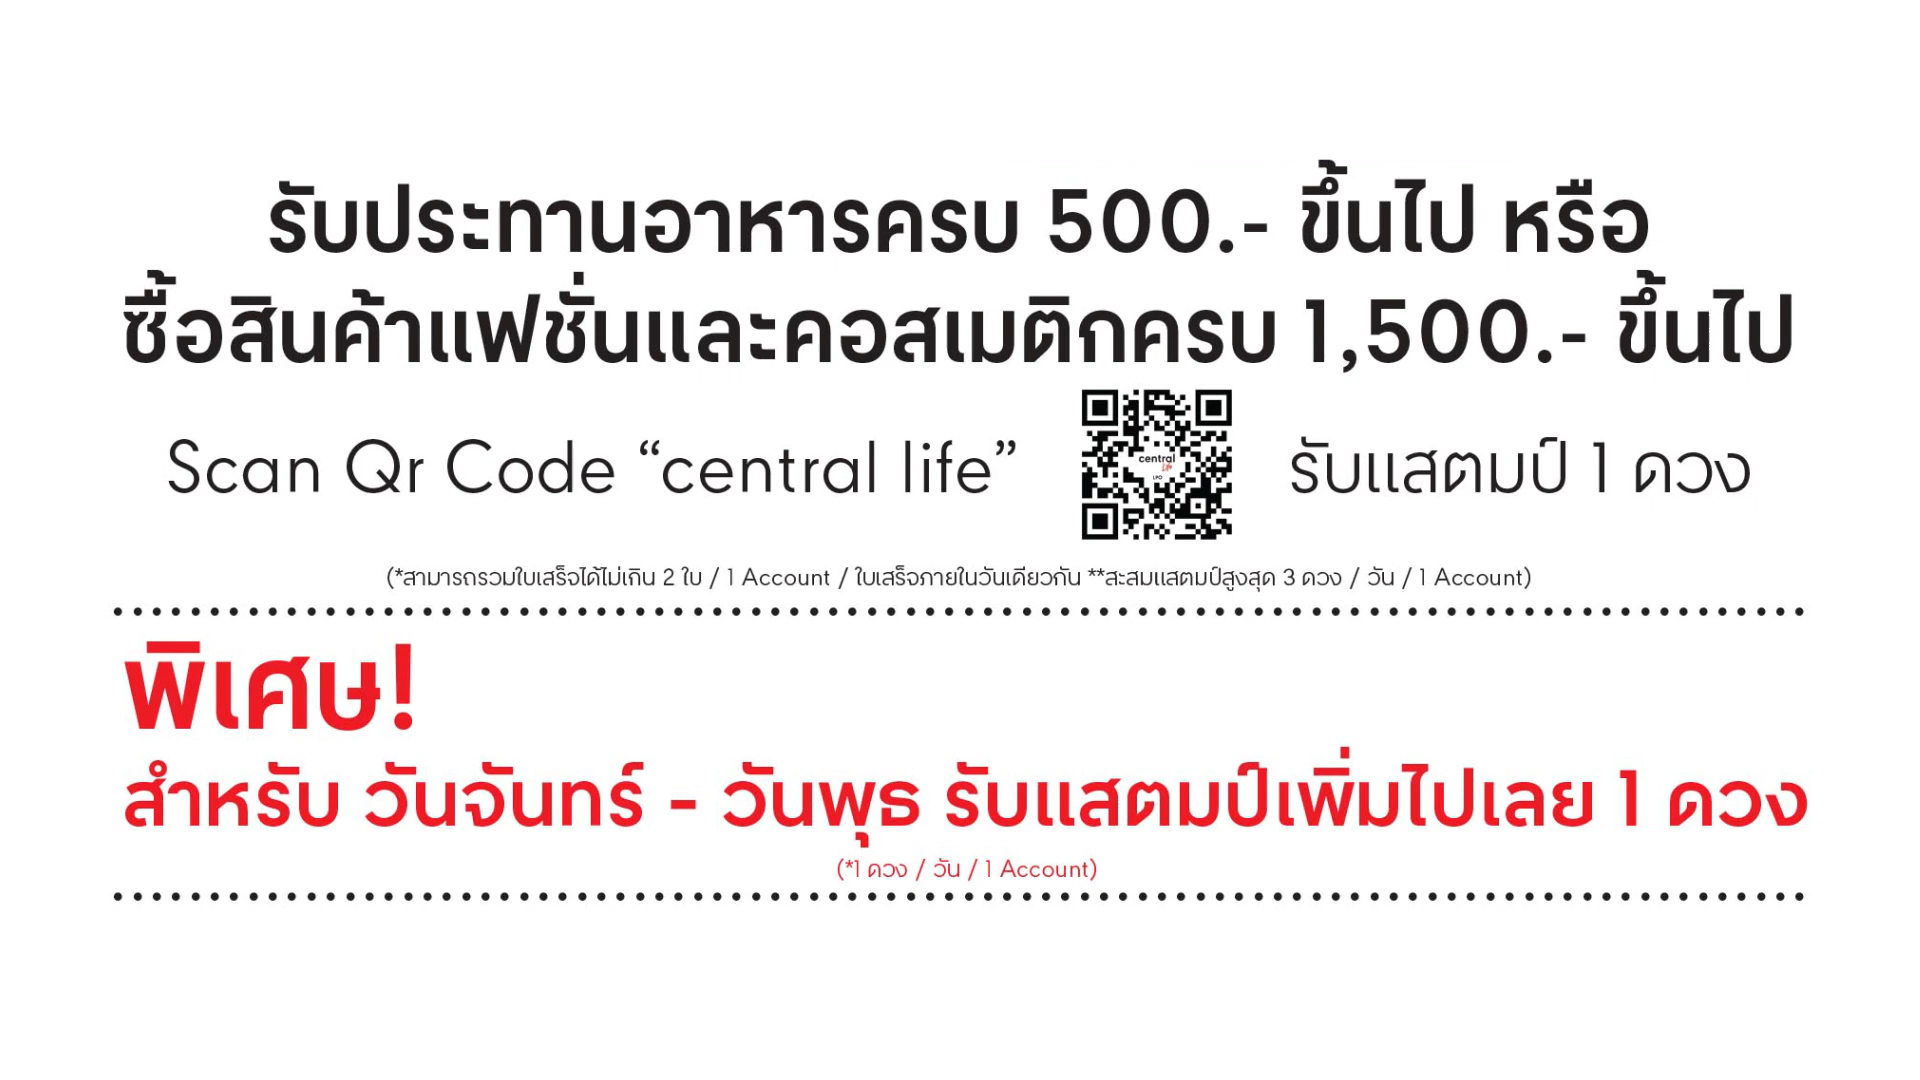 รับประทานอาหารครบ 500.- ขึ้นไป หรือ
ซื้อสินค้าแฟชั่นและคอสเมติกครบ 1,500.- ขึ้นไป
Scan Qr Code “central life” central life LPO รับแสตมป์ 1 ดวง
(*สามารถรวมใบเสร็จได้ไม่เกิน 2 ใบ / 1 Account / ใบเสร็จภายในวันเดียวกัน **สะสมแสตมป์สูงสุด 3 ดวง / วัน / 1 Account)
พิเศษ!
สำหรับ วันจันทร์ - วันพุธ รับแสตมป์เพิ่มไปเลย 1 ดวง
(*1 ดวง / วัน / 1 Account)